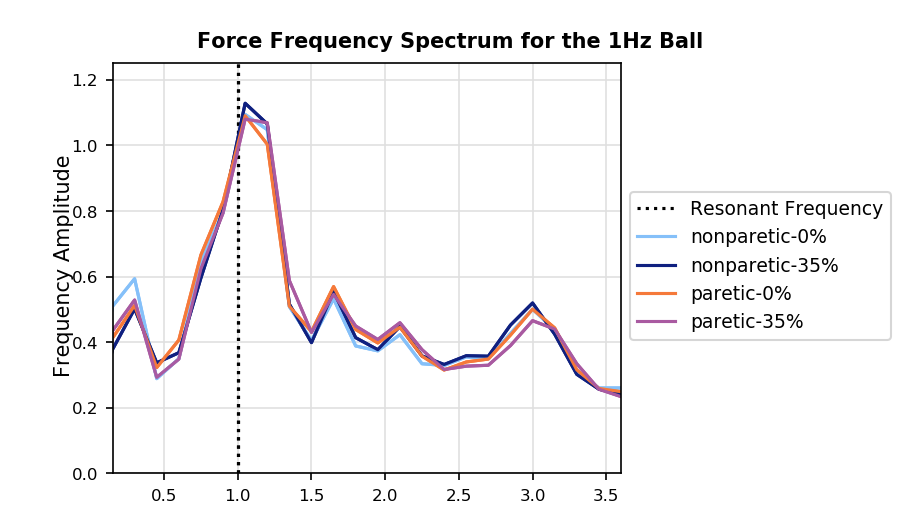 Force Frequency Spectrum for the 1Hz Ball
Frequency Amplitude
1.2
1.0
0.8
0.6
0.4
0.2
0.0
0.5 1.0 1.5 2.0 2.5 3.0 3.5
Resonant Frequency
nonparetic-0%
nonparetic-35%
paretic-0%
paretic-35%